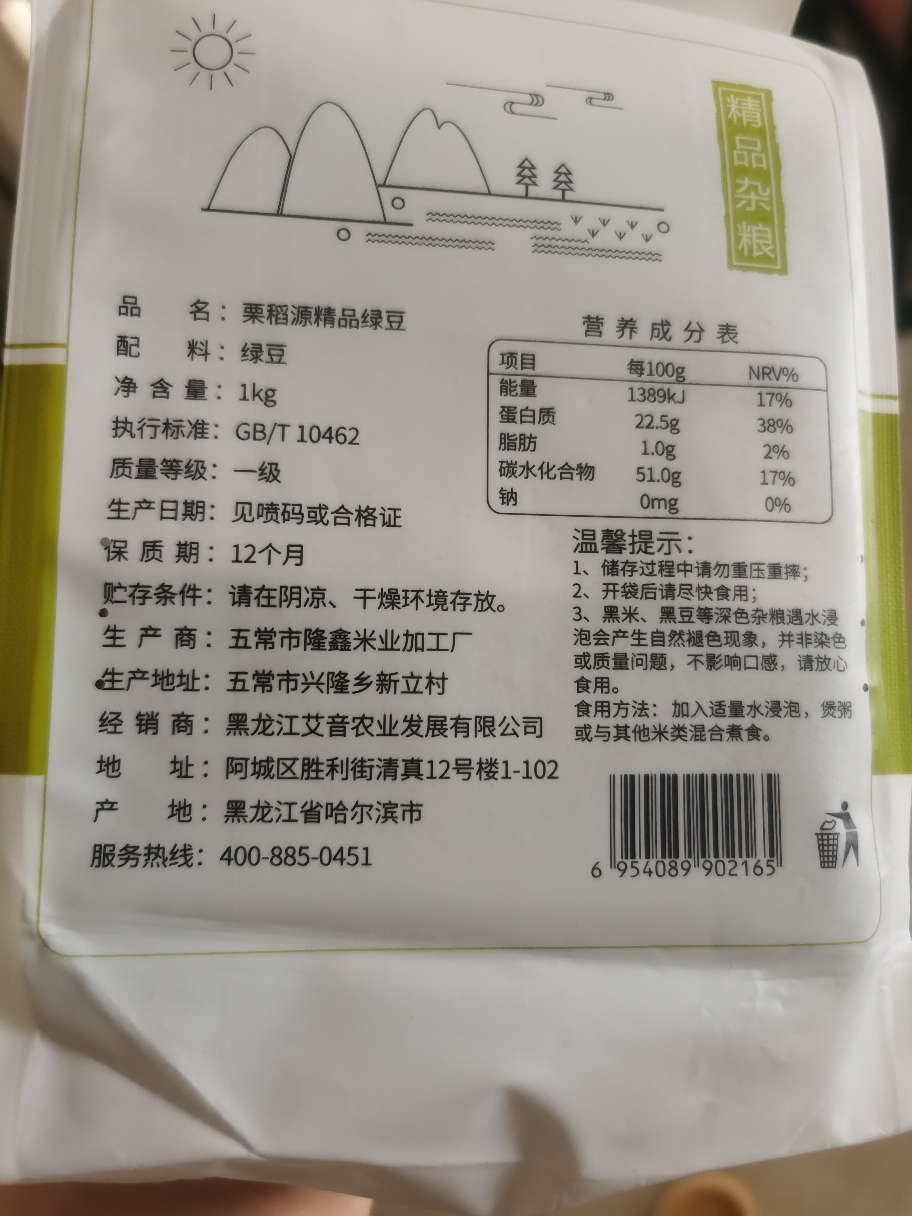 精品杂粮
品名：栗稻源精品绿豆
配料：绿豆
净含量：1kg
执行标准：GB/T 10462
质量等级：一级
生产日期：见喷码或合格证
保质期：12个月
贮存条件：请在阴凉、干燥环境存放。
生产商：五常市隆鑫米业加工厂
生产地址：五常市兴隆乡新立村
经销商：黑龙江艾音农业发展有限公司
地址：阿城区胜利街清真12号楼1-102
产地：黑龙江省哈尔滨市
服务热线：400-885-0451
营养成分表
项目 每100g NRV%
能量 1389kJ 17%
蛋白质 22.5g 38%
脂肪 1.0g 2%
碳水化合物 51.0g 17%
钠 0mg 0%
温馨提示：
1、储存过程中请勿重压重摔；
2、开袋后请尽快食用；
3、黑米、黑豆等深色杂粮遇水浸
泡会产生自然褪色现象，并非染色
或质量问题，不影响口感，请放心
食用。
食用方法：加入适量水浸泡，煲粥
或与其他米类混合煮食。
6 954089 902165